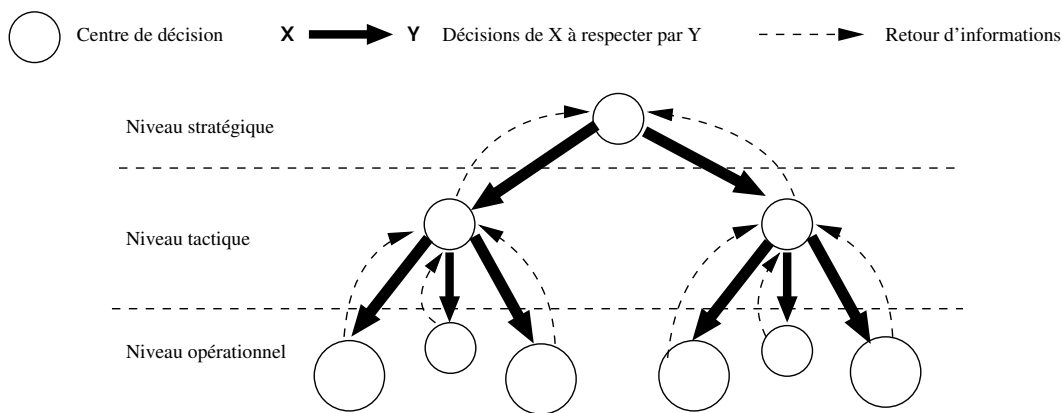 Centre de décision X Y Décisions de X à respecter par Y Retour d'informations
Niveau stratégique
Niveau tactique
Niveau opérationnel